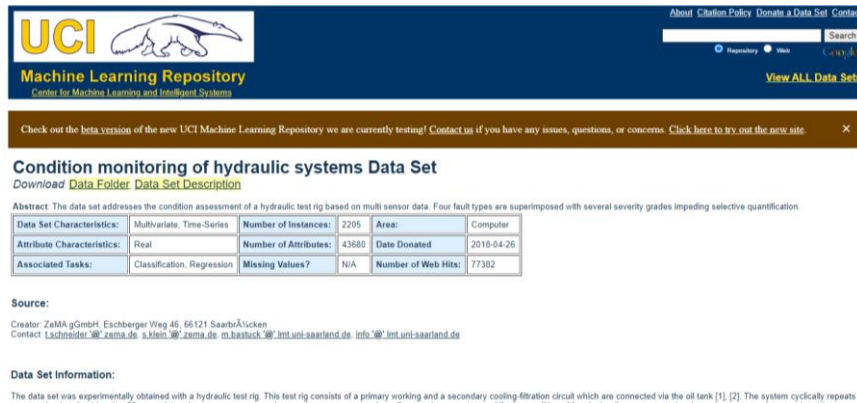 About Citation Policy Donate a Data Set Contac
UCI
Search
Repository Web
Google
Machine Learning Repository
Center for Machine Learning and Intelligent Systems
View ALL Data Sets
Check out the beta version of the new UCI Machine Learning Repository we are currently testing! Contact us if you have any issues, questions, or concerns. Click here to try out the new site.
Condition monitoring of hydraulic systems Data Set
Download: Data Folder, Data Set Description
Abstract: The data set addresses the condition assessment of a hydraulic test rig based on multi sensor data. Four fault types are superimposed with several severity grades impeding selective quantification.
Data Set Characteristics: Multivariate, Time-Series Number of Instances: 2205 Area: Computer
Attribute Characteristics: Real Number of Attributes: 43680 Date Donated 2018-04-26
Associated Tasks: Classification, Regression Missing Values? N/A Number of Web Hits: 77382
Source:
Creator: ZeMA gGmbH, Eschberger Weg 46, 66121 SaarbrÃ¼cken
Contact: t.schneider '@' zema.de, s.klein '@' zema.de, m.bastuck '@' lmt.uni-saarland.de, info '@' lmt.uni-saarland.de
Data Set Information:
The data set was experimentally obtained with a hydraulic test rig. This test rig consists of a primary working and a secondary cooling-filtration circuit which are connected via the oil tank [1], [2]. The system cyclically repeats